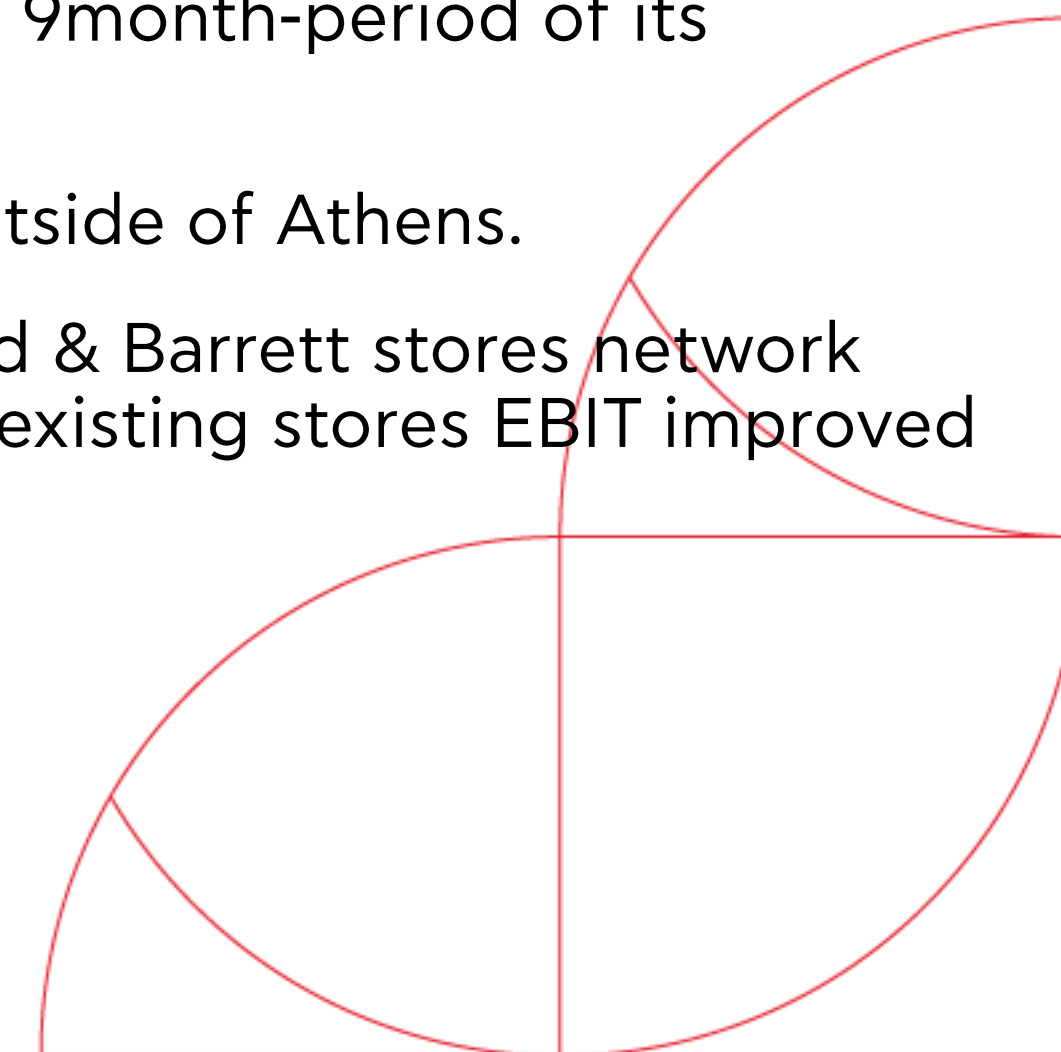 9month-period of its
tside of Athens.
d & Barrett stores network
existing stores EBIT improved